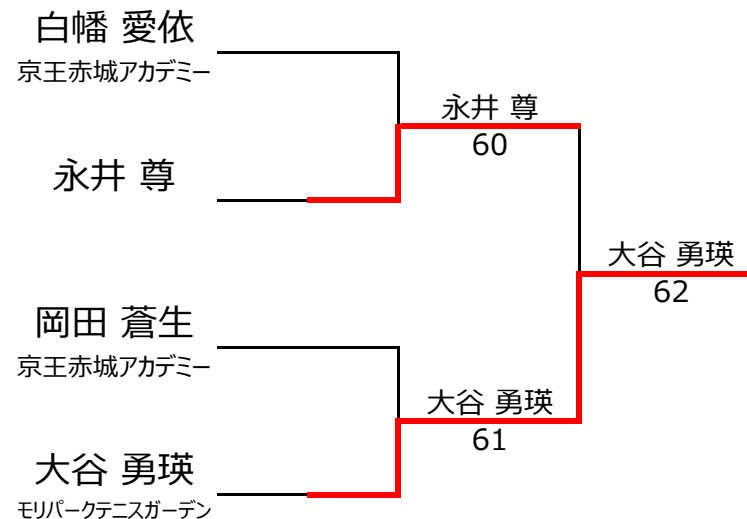 白幡 愛依
京王赤城アカデミー
永井 尊
60
永井 尊
大谷 勇瑛
62
岡田 蒼生
京王赤城アカデミー
大谷 勇瑛
61
大谷 勇瑛
モリパークテニスガーデン